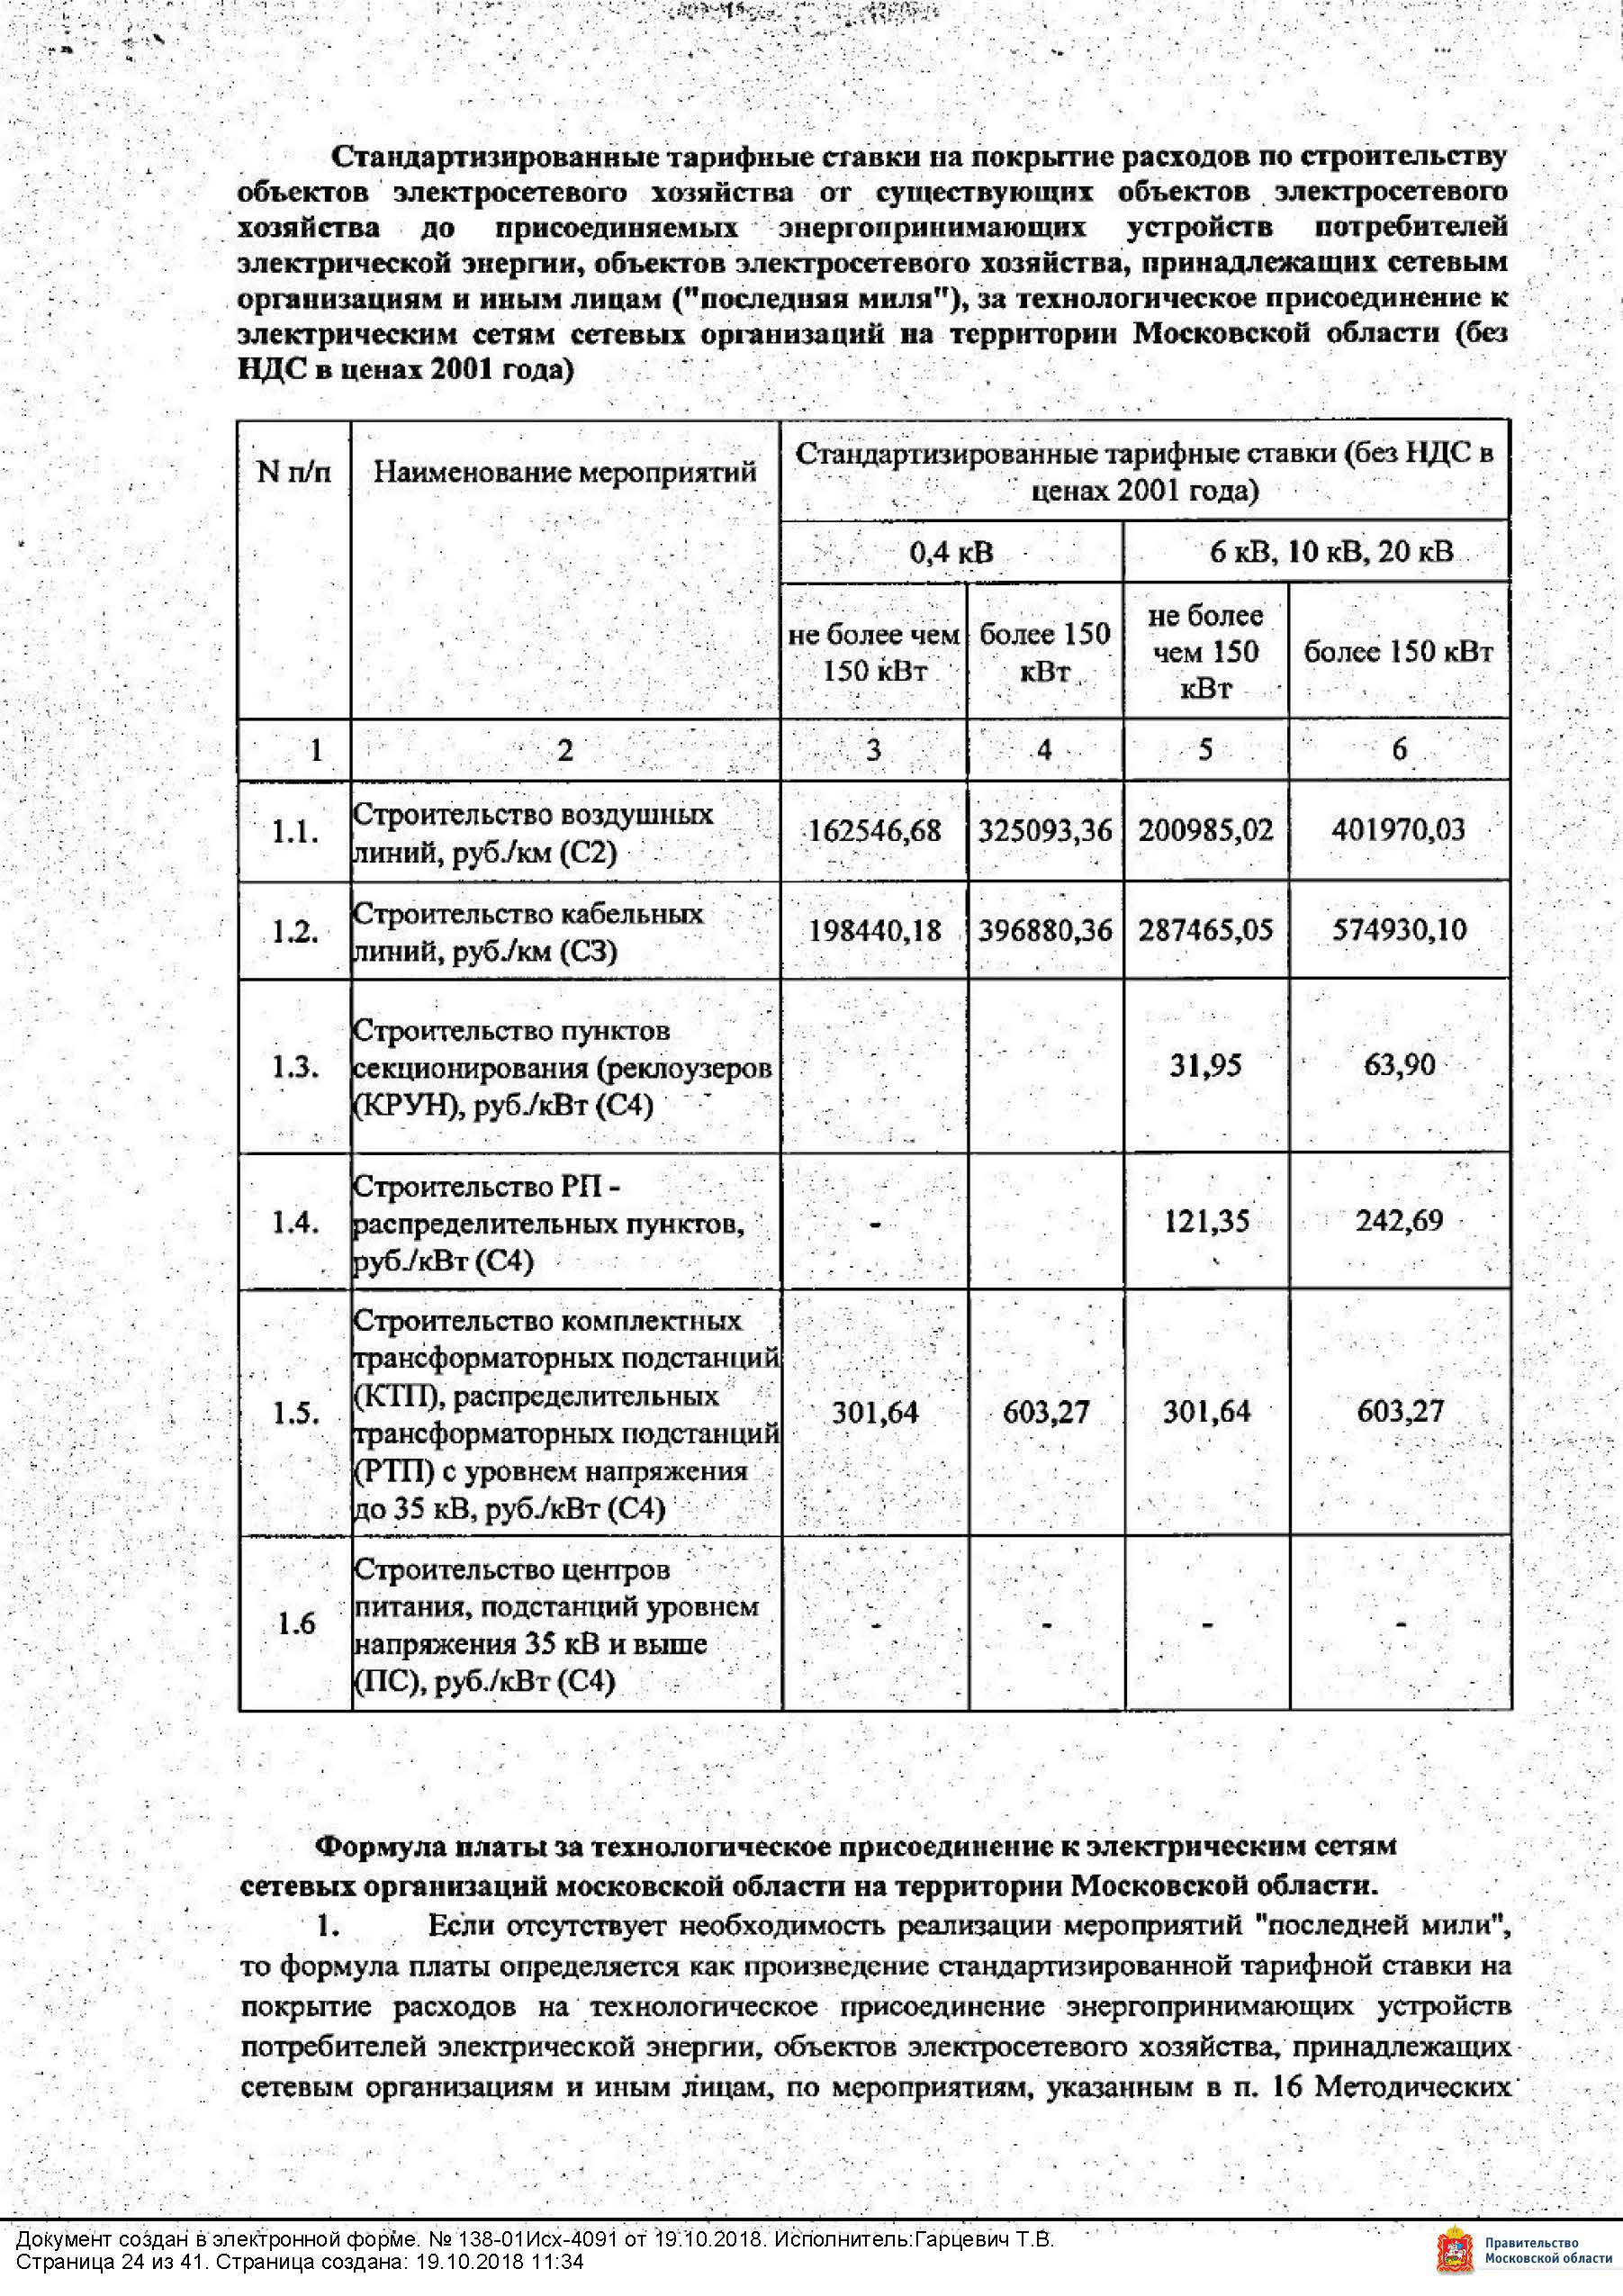 Стандартизированные тарифные ставки на покрытие расходов по строительству
объектов электросетевого хозяйства от существующих объектов электросетевого
хозяйства до присоединяемых энергопринимающих устройств потребителей
электрической энергии, объектов электросетевого хозяйства, принадлежащих сетевым
организациям и иным лицам ("последняя миля"), за технологическое присоединение к
электрическим сетям сетевых организаций на территории Московской области (без
НДС в ценах 2001 года)
N п/п Наименование мероприятий Стандартизированные тарифные ставки (без НДС в
ценах 2001 года)
0,4 кВ 6 кВ, 10 кВ, 20 кВ
не более чем
150 кВт
более 150
кВт
не более
чем 150
кВт
более 150 кВт
1 2 3 4 5 6
1.1. Строительство воздушных
линий, руб./км (С2) 162546,68 325093,36 200985,02 401970,03
1.2. Строительство кабельных
линий, руб./км (С3) 198440,18 396880,36 287465,05 574930,10
1.3. Строительство пунктов
секционирования (реклоузеров
(КРУН), руб./кВт (С4) 31,95 63,90
1.4. Строительство РП -
распределительных пунктов,
руб./кВт (С4) - 121,35 242,69
1.5. Строительство комплектных
трансформаторных подстанций
(КТП), распределительных
трансформаторных подстанций
(РТП) с уровнем напряжения
до 35 кВ, руб./кВт (С4) 301,64 603,27 301,64 603,27
1.6 Строительство центров
питания, подстанций уровнем
напряжения 35 кВ и выше
(ПС), руб./кВт (С4) - - - -
Формула платы за технологическое присоединение к электрическим сетям
сетевых организаций московской области на территории Московской области.
1. Если отсутствует необходимость реализации мероприятий "последней мили",
то формула платы определяется как произведение стандартизированной тарифной ставки на
покрытие расходов на технологическое присоединение энергопринимающих устройств
потребителей электрической энергии, объектов электросетевого хозяйства, принадлежащих
сетевым организациям и иным лицам, по мероприятиям, указанным в п. 16 Методических
Документ создан в электронной форме. № 138-01Исх-4091 от 19.10.2018. Исполнитель:Гарцевич Т.В.
Страница 24 из 41. Страница создана: 19.10.2018 11:34
Правительство
Московской области